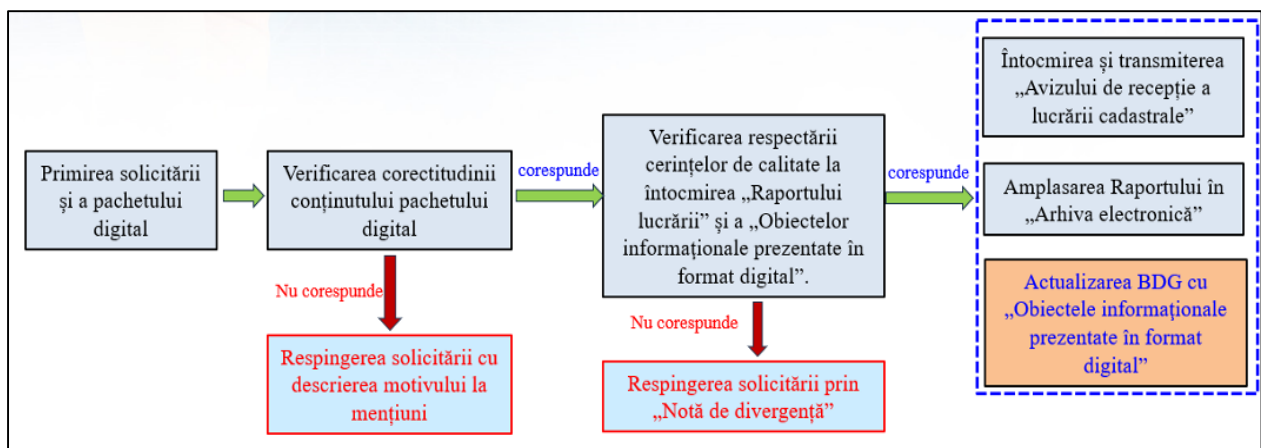 Primirea solicitării
și a pachetului
digital
Verificarea corectitudinii
conținutului pachetului
digital
corespunde
Nu corespunde
Respingerea solicitării cu
descrierea motivului la
mențiuni
Verificarea respectării
cerințelor de calitate la
întocmirea „Raportului
lucrării” și a „Obiectelor
informaționale prezentate în
format digital”.
corespunde
Nu corespunde
Respingerea solicitării prin
„Notă de divergență”
Întocmirea și transmiterea
„Avizului de recepție a
lucrării cadastrale”
Amplasarea Raportului în
„Arhiva electronică”
Actualizarea BDG cu
„Obiectele informaționale
prezentate în format
digital”